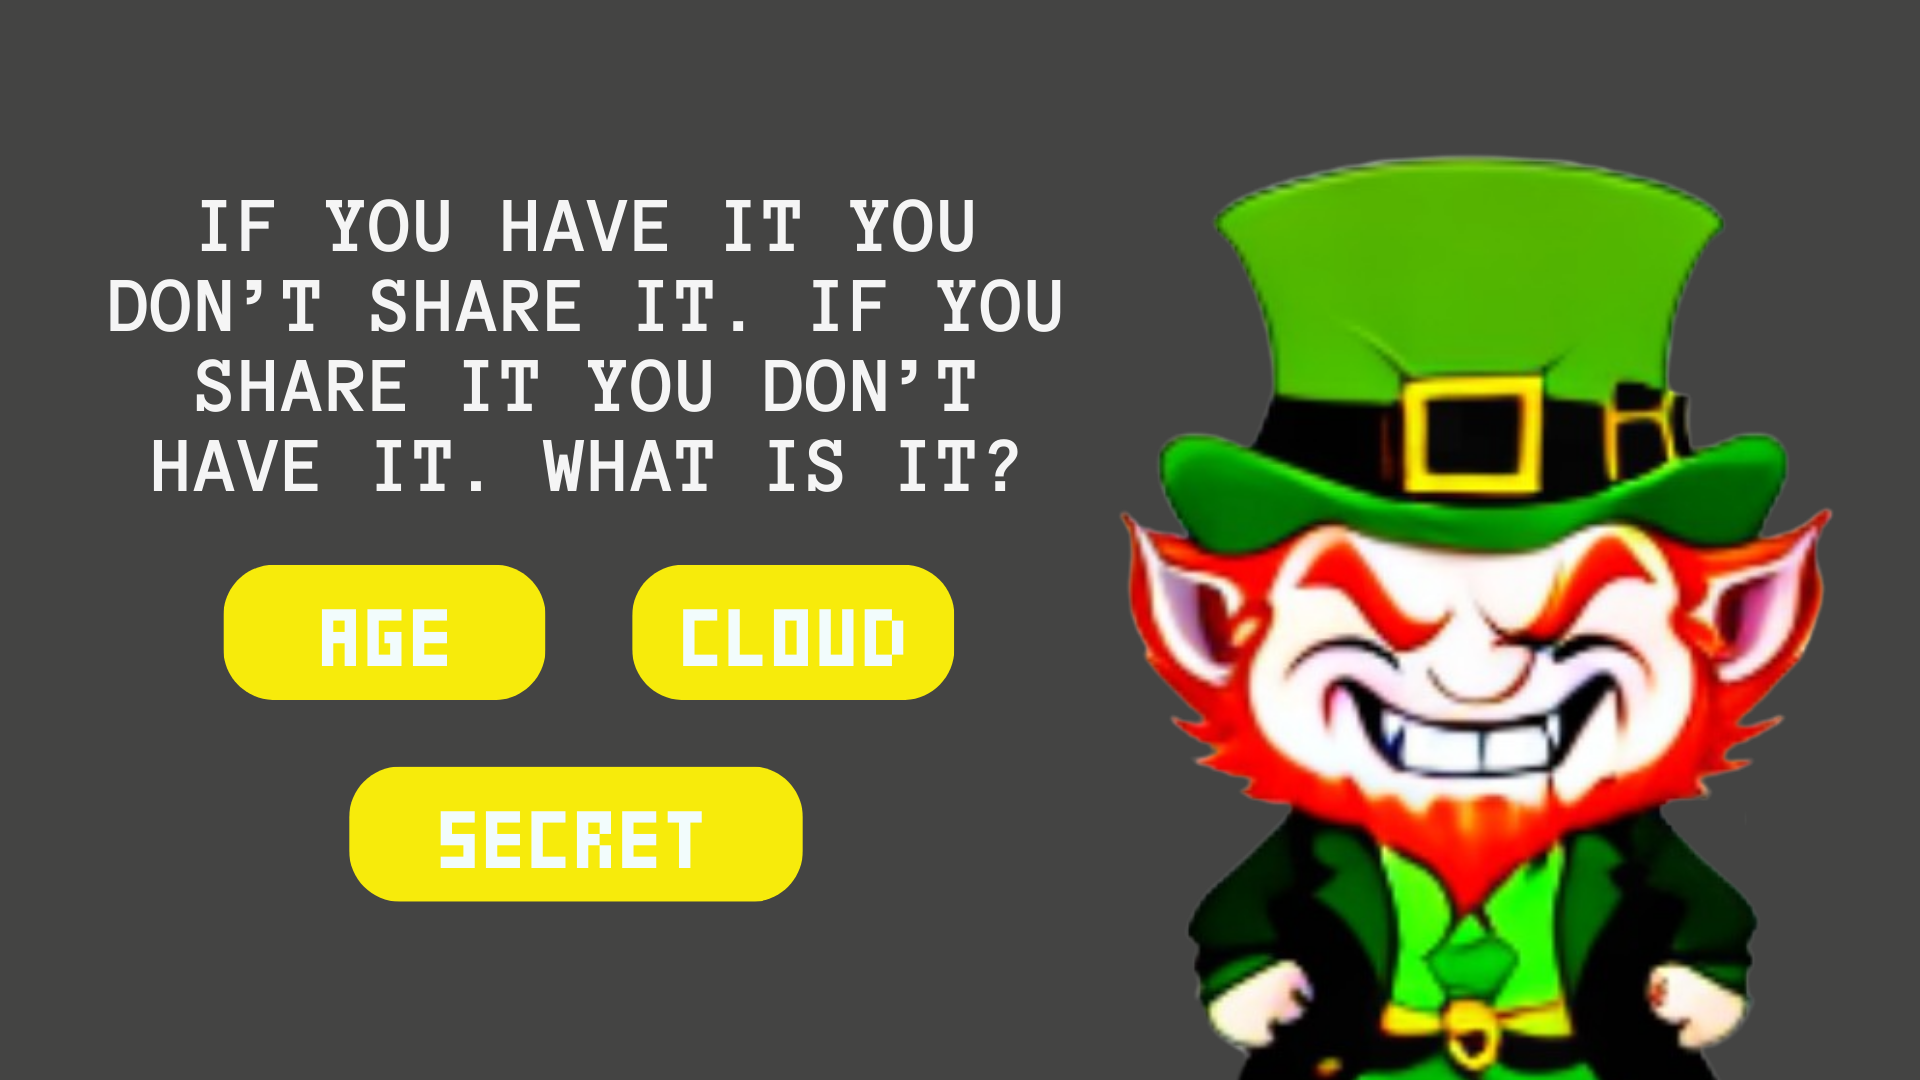 IF YOU HAVE IT YOU
DON’T SHARE IT. IF YOU
SHARE IT YOU DON’T
HAVE IT. WHAT IS IT?
AGE
CLOUD
SECRET